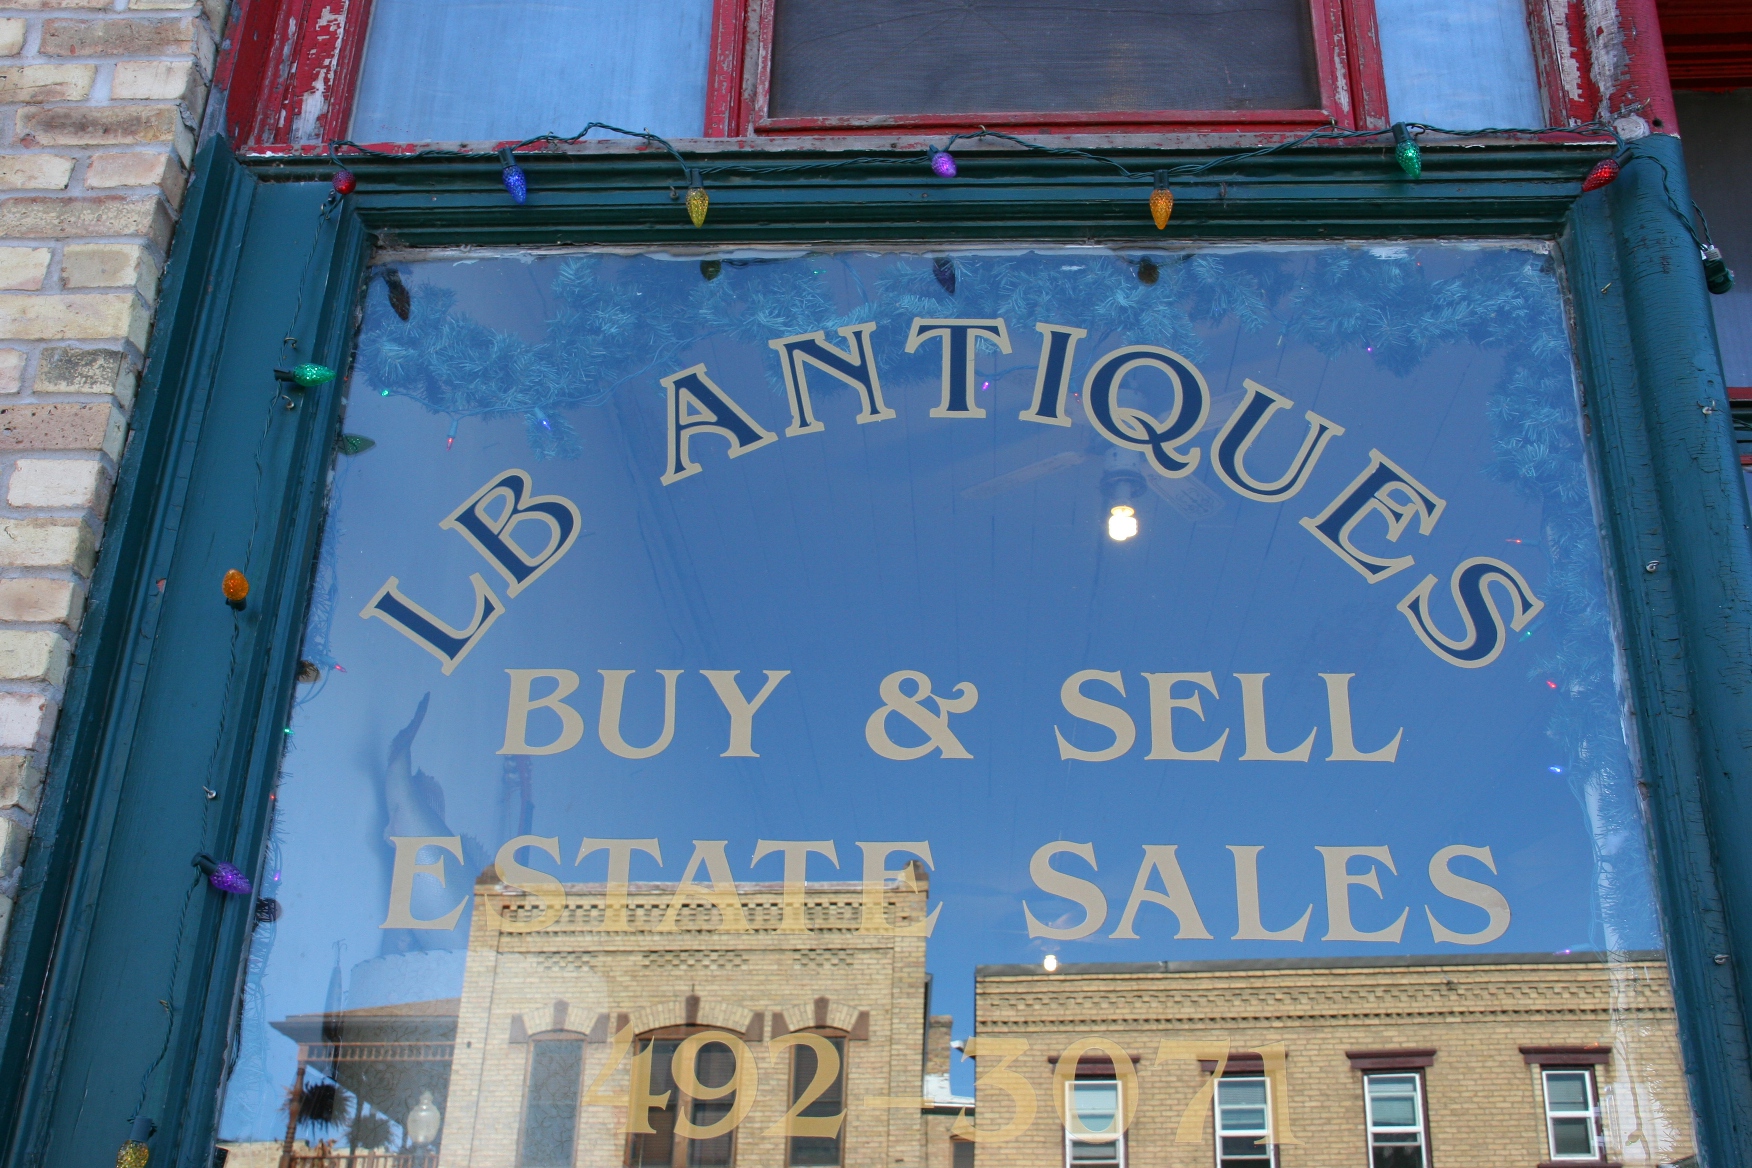 LB ANTIQUES
BUY & SELL
ESTATE SALES
492-3071